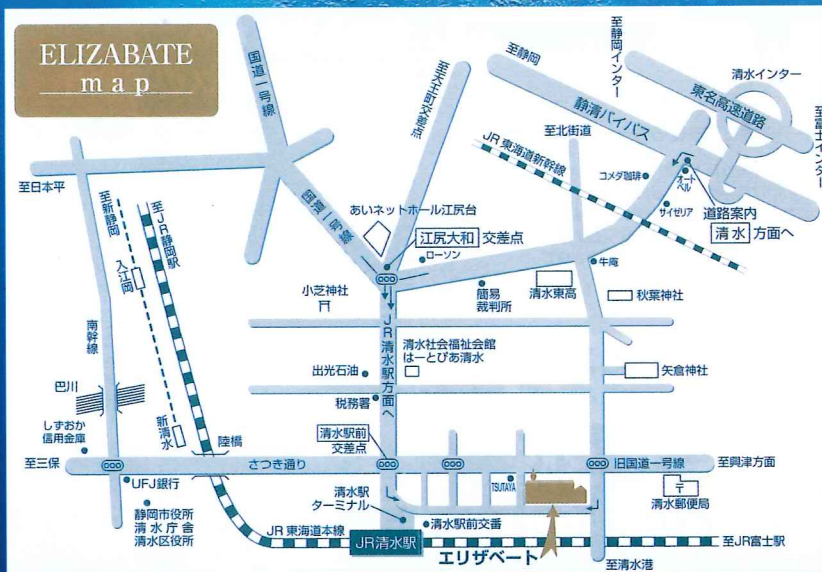 ELIZABATE
map
国道一号線
至天王町交差点
至静岡
至静岡インター
清水インター
東名高速道路
静清バイパス
至富士インター
至北街道
JR東海道新幹線
コメダ珈琲
オートベル
サイゼリア
道路案内
清水 方面へ
至日本平
至新静岡
至JR静岡駅
入江岡
国道一号線
あいネットホール江尻台
江尻大和 交差点
ローソン
牛庵
小芝神社
簡易
裁判所
清水東高
秋葉神社
南幹線
JR清水駅方面へ
清水社会福祉会館
はーとぴあ清水
出光石油
矢倉神社
巴川
税務署
新清水
しずおか
信用金庫
陸橋
清水駅前
交差点
至三保
さつき通り
旧国道一号線
至興津方面
UFJ銀行
TSUTAYA
〒
清水郵便局
静岡市役所
清水庁舎
清水区役所
清水駅
ターミナル
清水駅前交番
JR東海道本線
JR清水駅
エリザベート
至JR富士駅
至清水港